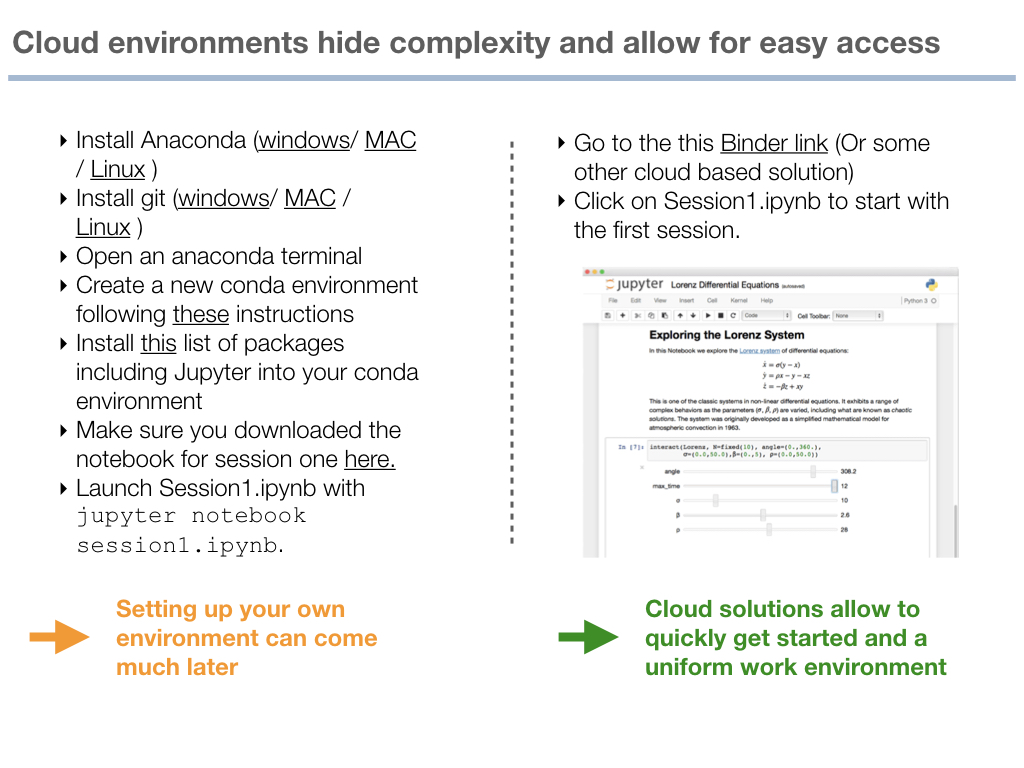 Cloud environments hide complexity and allow for easy access
‣ Install Anaconda (windows/ MAC
/ Linux )
‣ Install git (windows/ MAC /
Linux )
‣ Open an anaconda terminal
‣ Create a new conda environment
following these instructions
‣ Install this list of packages
including Jupyter into your conda
environment
‣ Make sure you downloaded the
notebook for session one here.
‣ Launch Session1.ipynb with
jupyter notebook
session1.ipynb.
Setting up your own
environment can come
much later
‣ Go to the this Binder link (Or some
other cloud based solution)
‣ Click on Session1.ipynb to start with
the first session.
jupyter Lorenz Differential Equations (autosaved)
File Edit View Insert Cell Kernel Help Python 3 O
Code Cell Toolbar: None
Exploring the Lorenz System
In this Notebook we explore the Lorenz system of differential equations:
ẋ = σ(y − x)
ẏ = ρx − y − xz
ż = −βz + xy
This is one of the classic systems in non-linear differential equations. It exhibits a range of
complex behaviors as the parameters (σ, β, ρ) are varied, including what are known as chaotic
solutions. The system was originally developed as a simplified mathematical model for
atmospheric convection in 1963.
In [7]: interact(Lorenz, N=fixed(10), angle=(0.,360.),
σ=(0.0,50.0),β=(0.,5), ρ=(0.0,50.0))
angle 308.2
max_time 12
σ 10
β 2.6
ρ 28
Cloud solutions allow to
quickly get started and a
uniform work environment